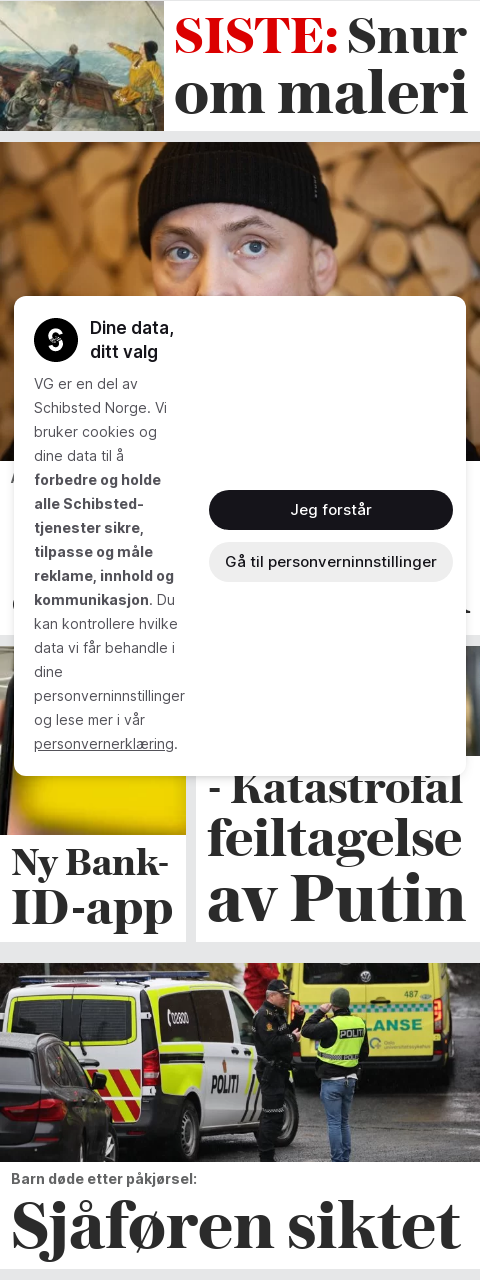 SISTE: Snur
om maleri
Dine data,
ditt valg
VG er en del av
Schibsted Norge. Vi
bruker cookies og
dine data til å
forbedre og holde
alle Schibsted-
tjenester sikre,
tilpasse og måle
reklame, innhold og
kommunikasjon. Du
kan kontrollere hvilke
data vi får behandle i
dine
personverninnstillinger
og lese mer i vår
personvernerklæring.
Jeg forstår
Gå til personverninnstillinger
- Katastrofal
feiltagelse
av Putin
Ny Bank-
ID-app
487
02800
POLITI
POLITI
LANSE
Barn døde etter påkjørsel:
Sjåføren siktet